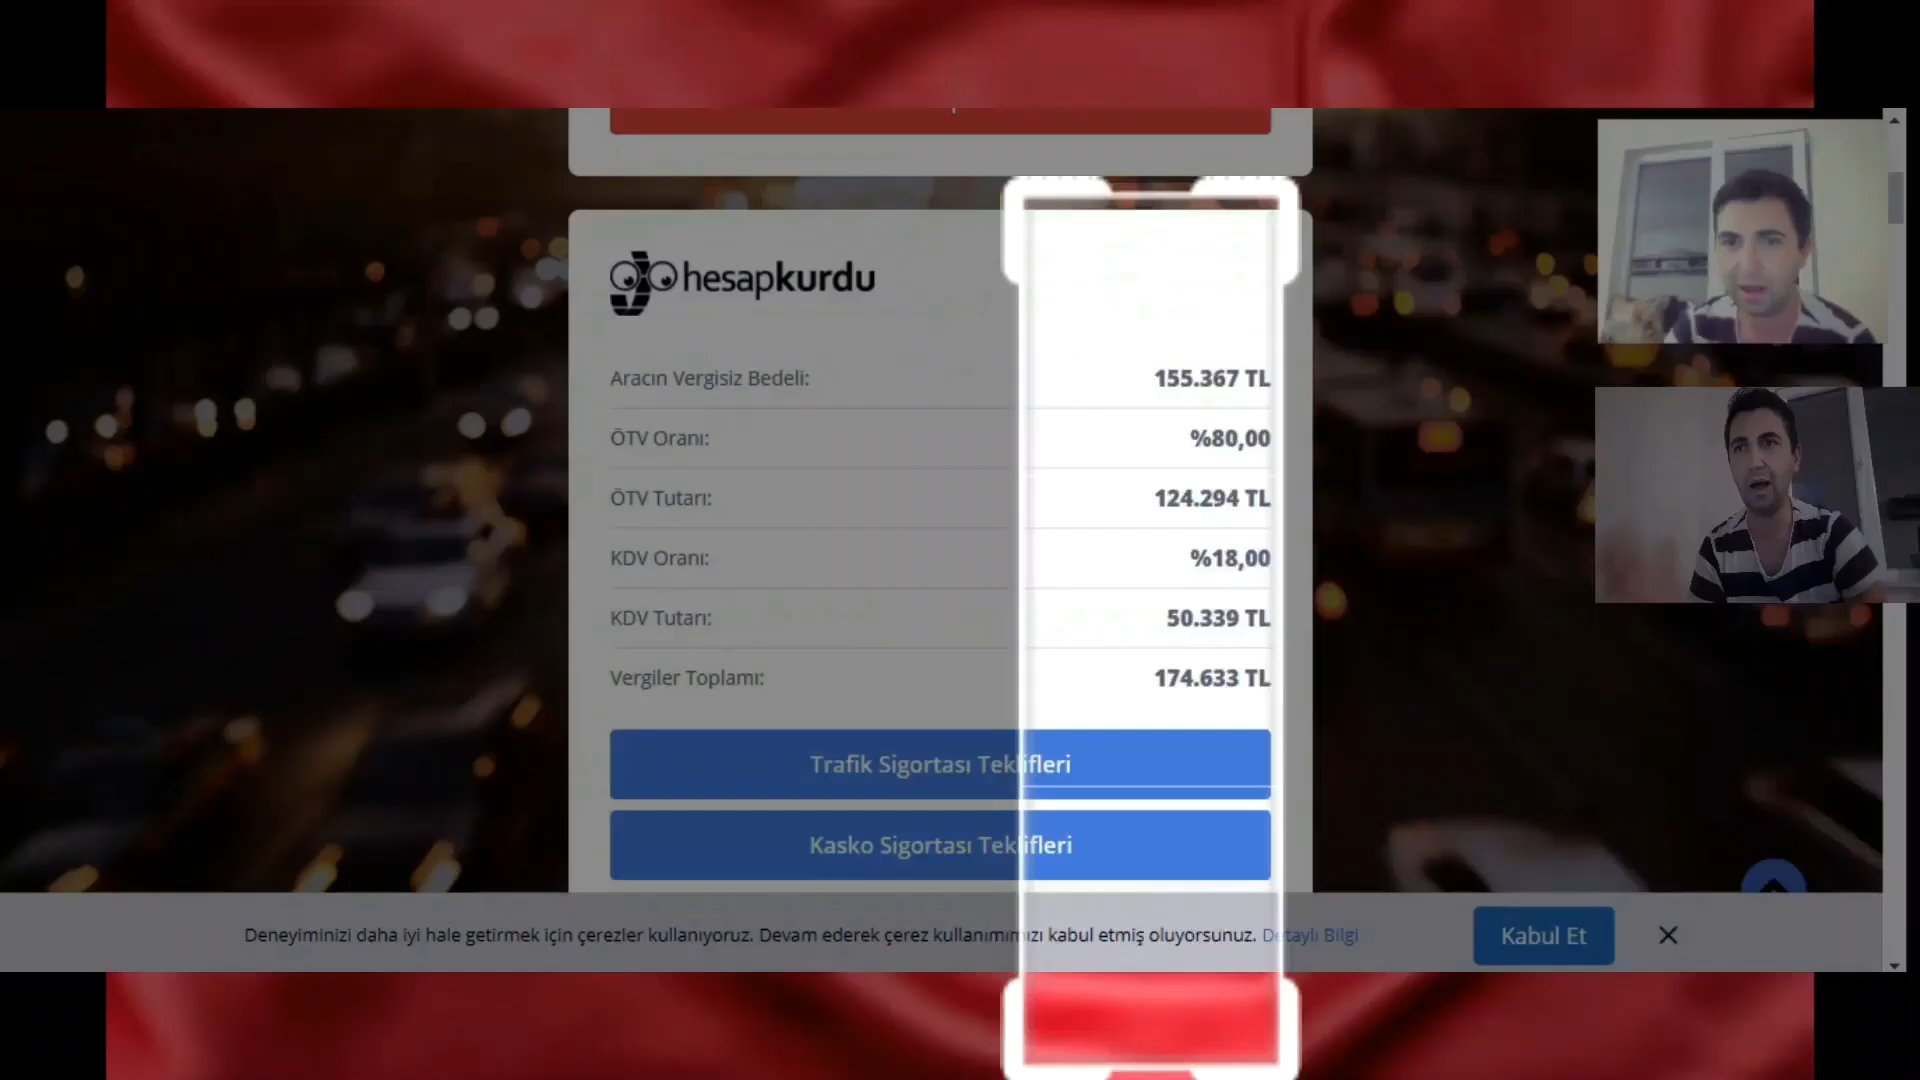 hesapkurdu
Aracın Vergisiz Bedeli: 155.367 TL
ÖTV Oranı: %80,00
ÖTV Tutarı: 124.294 TL
KDV Oranı: %18,00
KDV Tutarı: 50.339 TL
Vergiler Toplamı: 174.633 TL
Trafik Sigortası Teklifleri
Kasko Sigortası Teklifleri
Deneyiminizi daha iyi hale getirmek için çerezler kullanıyoruz. Devam ederek çerez kullanımımızı kabul etmiş oluyorsunuz. Detaylı Bilgi
Kabul Et